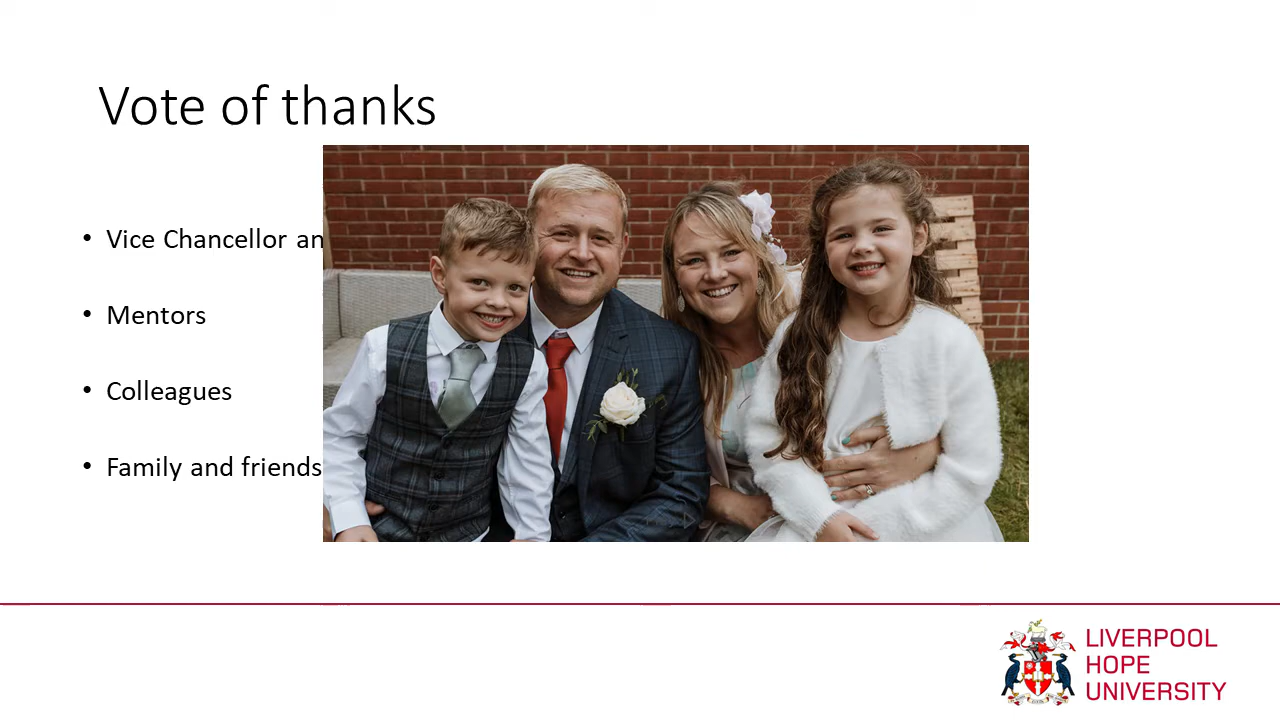 Vote of thanks
• Vice Chancellor an
• Mentors
• Colleagues
• Family and friends
LIVERPOOL
HOPE
UNIVERSITY